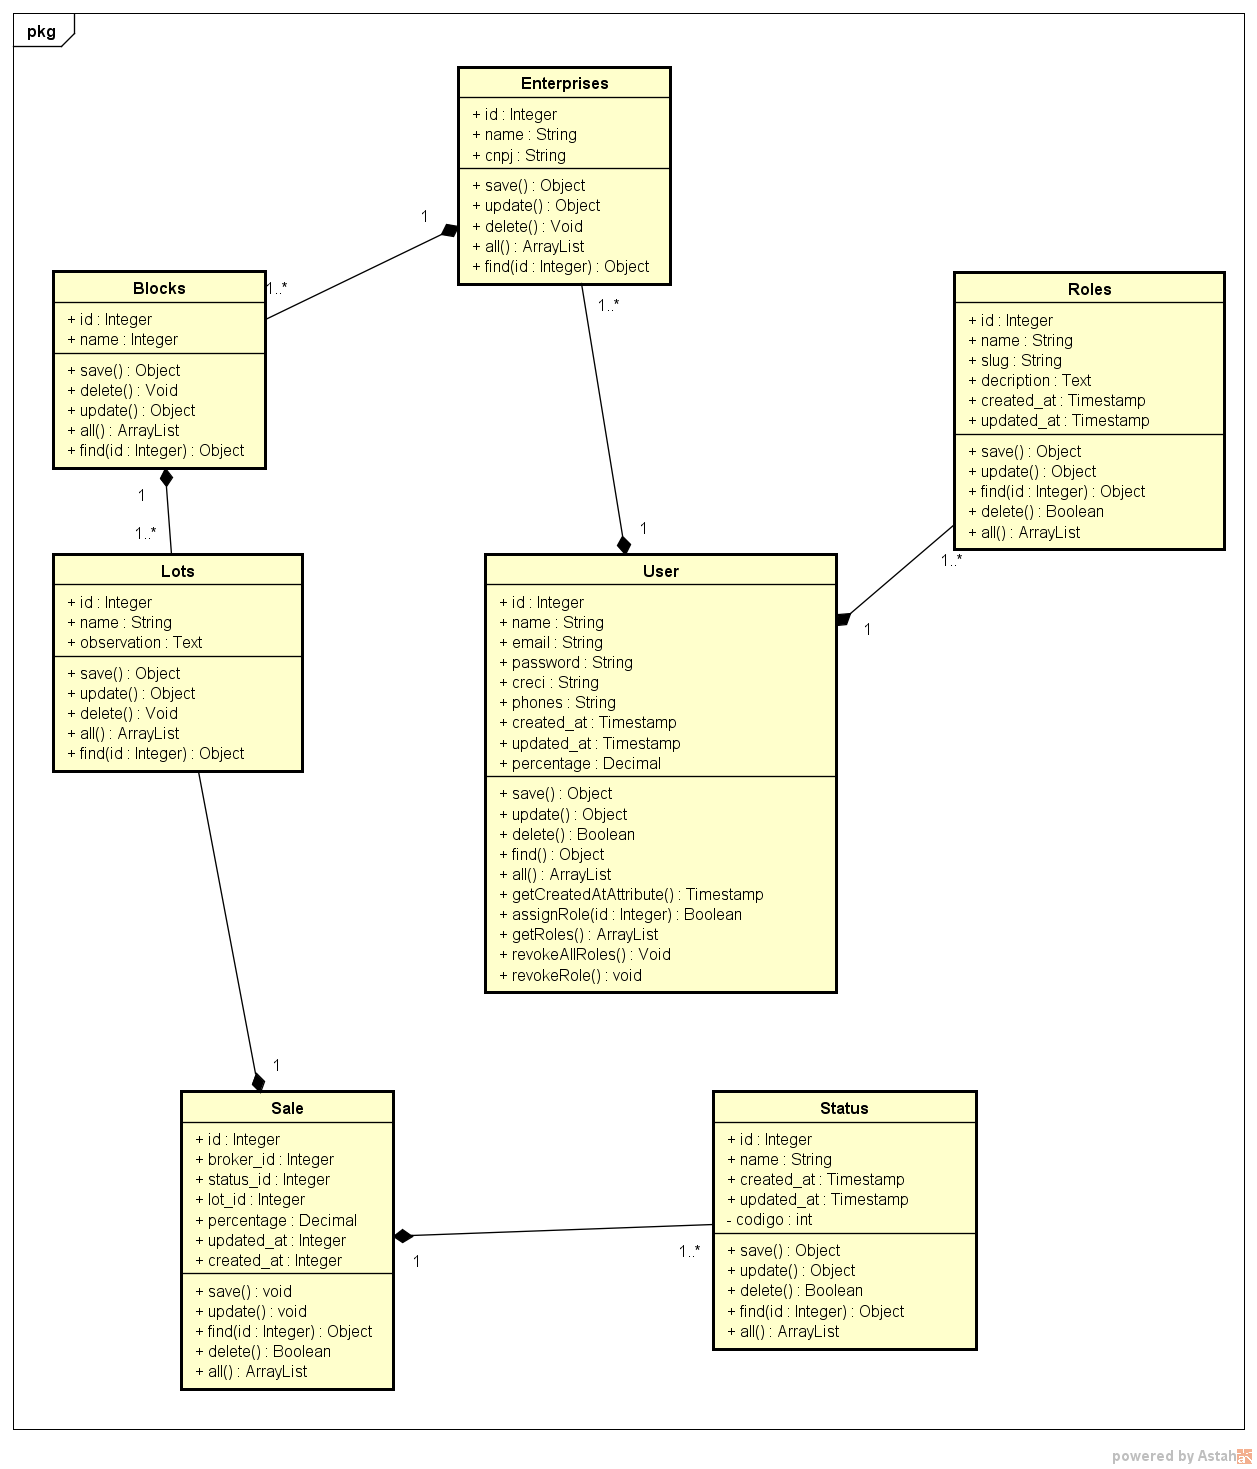 pkg
Enterprises
+ id : Integer
+ name : String
+ cnpj : String
+ save() : Object
+ update() : Object
+ delete() : Void
+ all() : ArrayList
+ find(id : Integer) : Object
1
1..*
1..*
Blocks
+ id : Integer
+ name : Integer
+ save() : Object
+ delete() : Void
+ update() : Object
+ all() : ArrayList
+ find(id : Integer) : Object
Roles
+ id : Integer
+ name : String
+ slug : String
+ decription : Text
+ created_at : Timestamp
+ updated_at : Timestamp
+ save() : Object
+ update() : Object
+ find(id : Integer) : Object
+ delete() : Boolean
+ all() : ArrayList
1
1..*
1
1..*
1
Lots
+ id : Integer
+ name : String
+ observation : Text
+ save() : Object
+ update() : Object
+ delete() : Void
+ all() : ArrayList
+ find(id : Integer) : Object
User
+ id : Integer
+ name : String
+ email : String
+ password : String
+ creci : String
+ phones : String
+ created_at : Timestamp
+ updated_at : Timestamp
+ percentage : Decimal
+ save() : Object
+ update() : Object
+ delete() : Boolean
+ find() : Object
+ all() : ArrayList
+ getCreatedAtAttribute() : Timestamp
+ assignRole(id : Integer) : Boolean
+ getRoles() : ArrayList
+ revokeAllRoles() : Void
+ revokeRole() : void
1
Sale
+ id : Integer
+ broker_id : Integer
+ status_id : Integer
+ lot_id : Integer
+ percentage : Decimal
+ updated_at : Integer
+ created_at : Integer
+ save() : void
+ update() : void
+ find(id : Integer) : Object
+ delete() : Boolean
+ all() : ArrayList
1
1..*
Status
+ id : Integer
+ name : String
+ created_at : Timestamp
+ updated_at : Timestamp
- codigo : int
+ save() : Object
+ update() : Object
+ delete() : Boolean
+ find(id : Integer) : Object
+ all() : ArrayList
powered by Astah